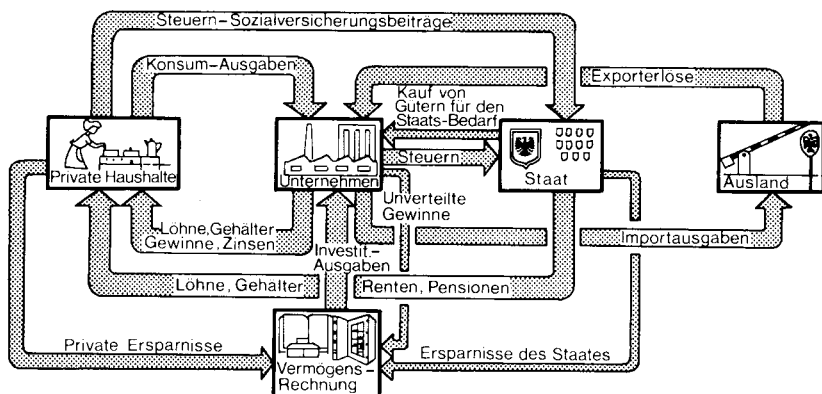 Steuern-Sozialversicherungsbeiträge
Konsum-Ausgaben
Exporterlöse
Kauf von
Gutern für den
Staats-Bedarf
Private Haushalte
Unternehmen
Steuern
Staat
Ausland
Unverteilte
Gewinne
Löhne, Gehälter
Gewinne, Zinsen
Investit.-
Ausgaben
Importausgaben
Löhne, Gehälter
Renten, Pensionen
Private Ersparnisse
Ersparnisse des Staates
Vermögens-
Rechnung